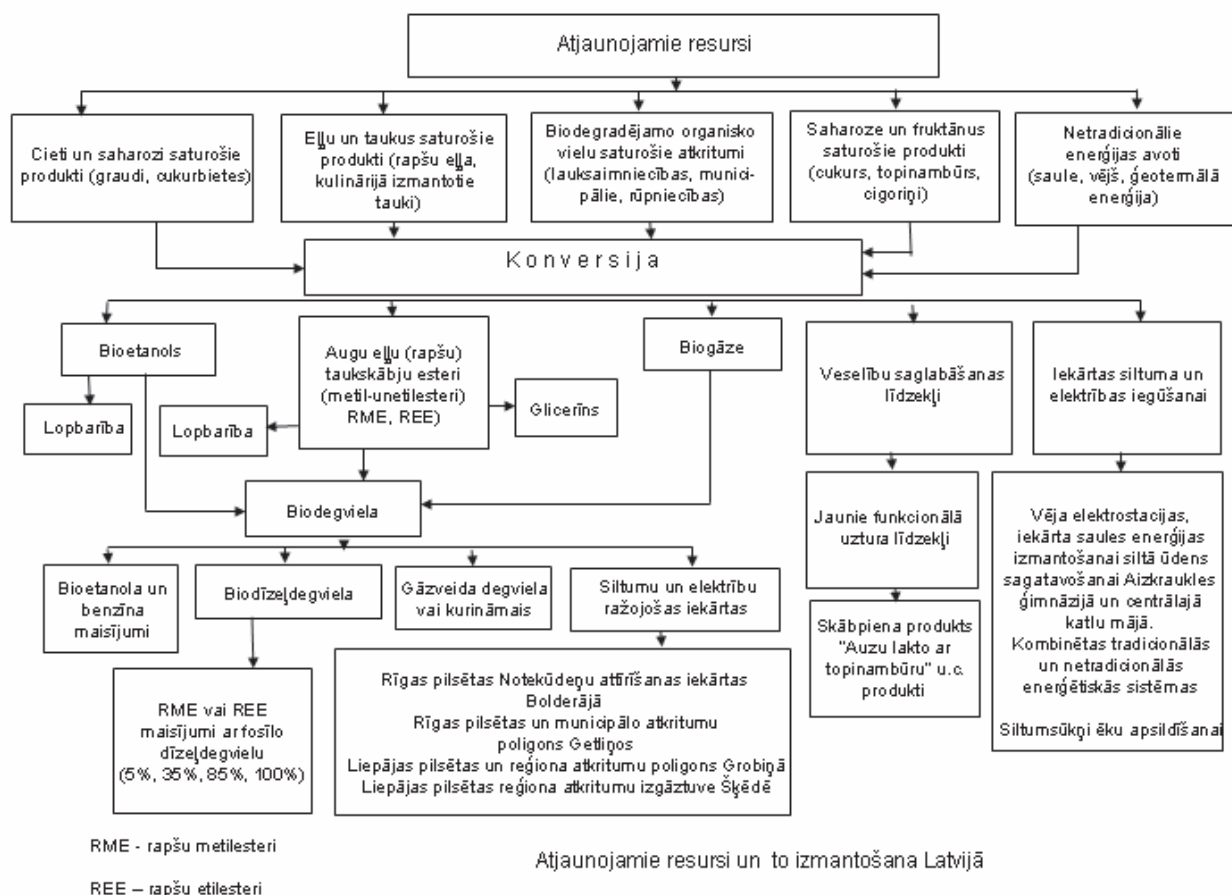 Atjaunojamie resursi
Cieti un saharozi saturošie
produkti (graudi, cukurbietes)
Eļļu un taukus saturošie
produkti (rapšu eļļa,
kulinārijā izmantotie
tauki)
Biodegradējamo organisko
vielu saturošie atkritumi
(lauksaimniecības, munici-
pālie, rūpniecības)
Saharoze un fruktānus
saturošie produkti
(cukurs, topinambūrs,
cigoriņi)
Netradicionālie
enerģijas avoti
(saule, vējš, ģeotermālā
enerģija)
Konversija
Bioetanols
Augu eļļu (rapšu)
taukskābju esteri
(metil-unetilesteri)
RME, REE)
Biogāze
Veselību saglabāšanas
līdzekļi
Iekārtas siltuma un
elektrības iegūšanai
Lopbarība
Lopbarība
Glicerīns
Biodegviela
Jaunie funkcionālā
uztura līdzekļi
Vēja elektrostacijas,
iekārta saules enerģijas
izmantošanai siltā ūdens
sagatavošanai Aizkraukles
ģimnāzijā un centrālajā
katlu mājā.
Kombinētas tradicionālās
un netradicionālās
enerģētiskās sistēmas
Siltumsūkņi ēku apsildīšanai
Bioetanola un
benzīna
maisījumi
Biodīzeļdegviela
Gāzveida degviela
vai kurināmais
Siltumu un elektrību
ražojošas iekārtas
Skābpiena produkts
"Auzu lakto ar
topinambūru" u.c.
produkti
RME vai REE
maisījumi ar fosīlo
dīzeļdegvielu
(5%, 35%, 85%, 100%)
Rīgas pilsētas Notekūdeņu attīrīšanas iekārtas
Bolderājā
Rīgas pilsētas un municipālo atkritumu
poligons Getliņos
Liepājas pilsētas un reģiona atkritumu poligons Grobiņā
Liepājas pilsētas reģiona atkritumu izgāztuve Šķēdē
RME - rapšu metilesteri
REE – rapšu etilesteri
Atjaunojamie resursi un to izmantošana Latvijā